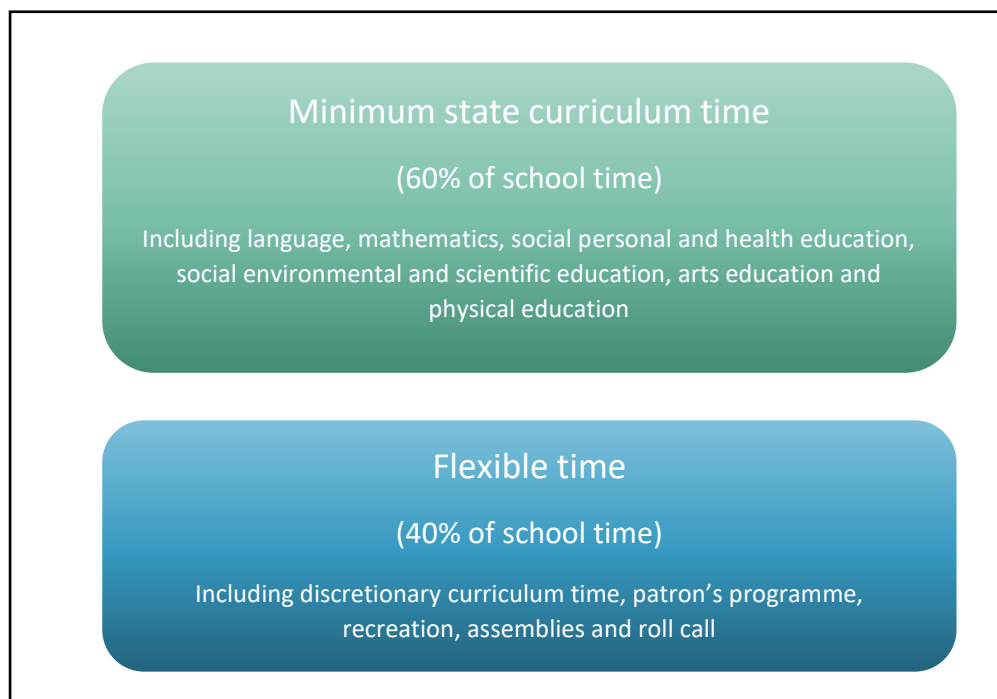 Minimum state curriculum time
(60% of school time)
Including language, mathematics, social personal and health education,
social environmental and scientific education, arts education and
physical education
Flexible time
(40% of school time)
Including discretionary curriculum time, patron’s programme,
recreation, assemblies and roll call